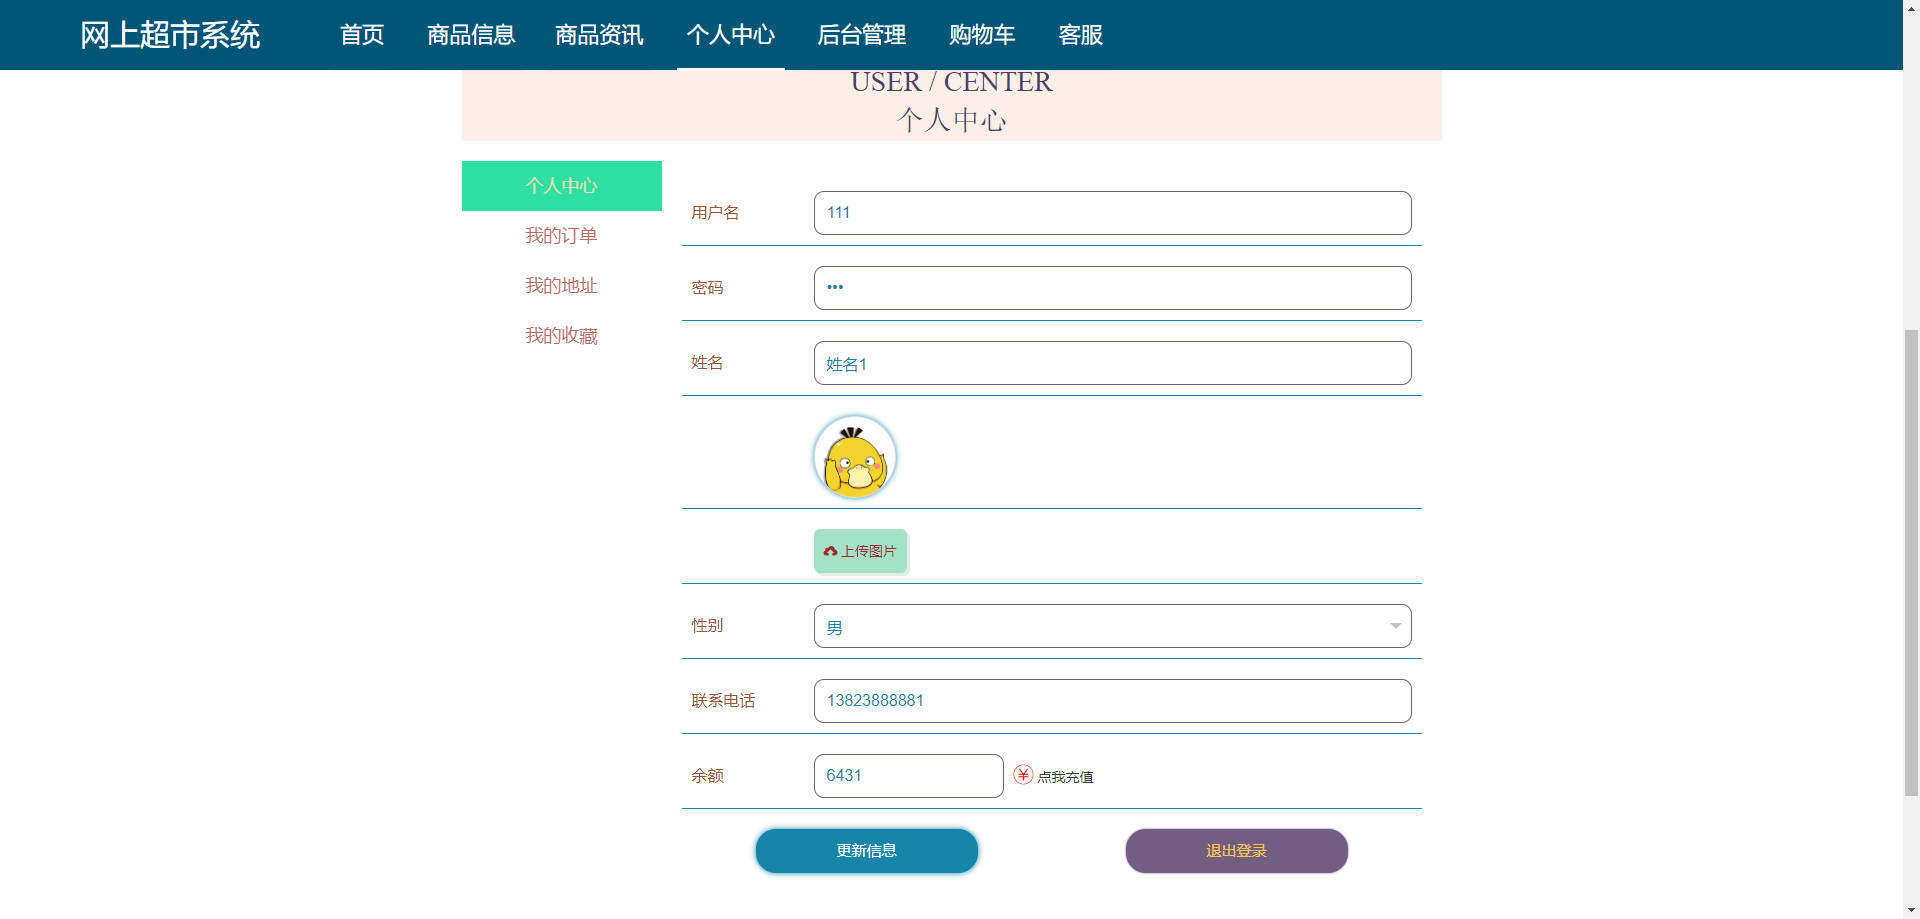 网上超市系统 首页 商品信息 商品资讯 个人中心 后台管理 购物车 客服
USER / CENTER
个人中心
个人中心
我的订单
我的地址
我的收藏
用户名 111
密码 •••
姓名 姓名1
上传图片
性别 男
联系电话 13823888881
余额 6431 点我充值
更新信息 退出登录